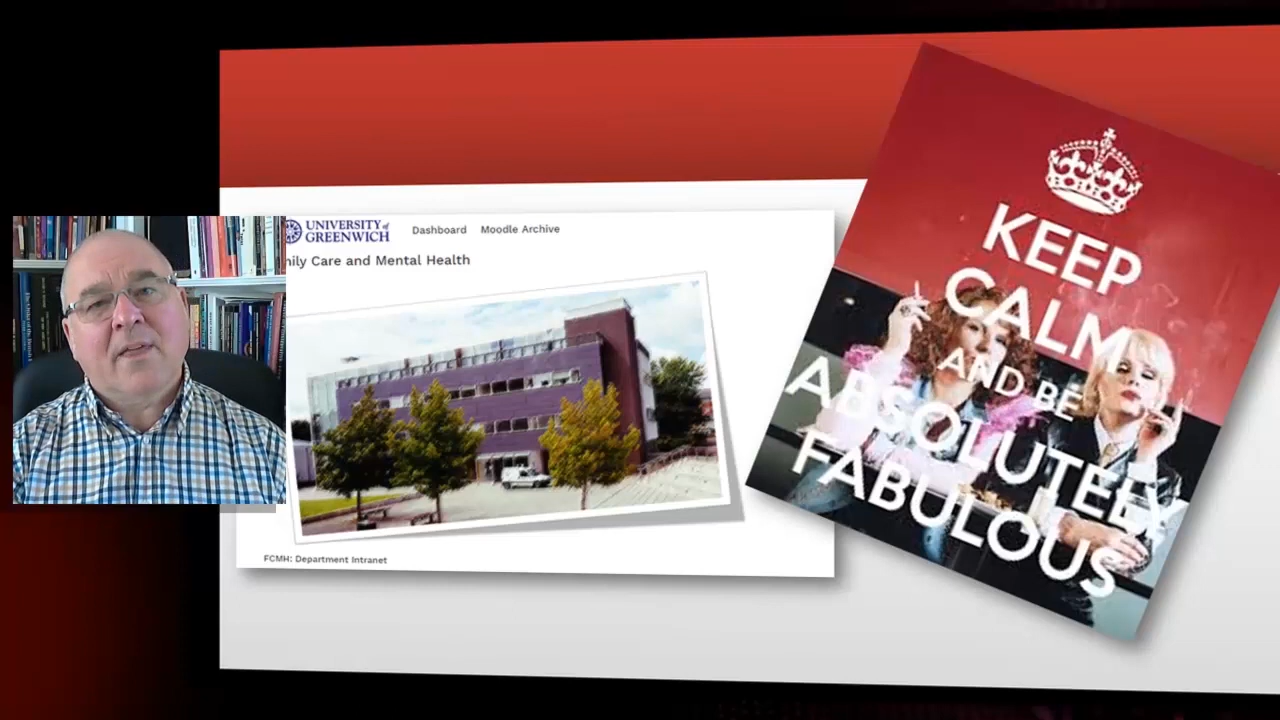 UNIVERSITY of
GREENWICH
Dashboard Moodle Archive
ily Care and Mental Health
FCMH: Department Intranet
KEEP
CALM
AND BE
ABSOLUTELY
FABULOUS